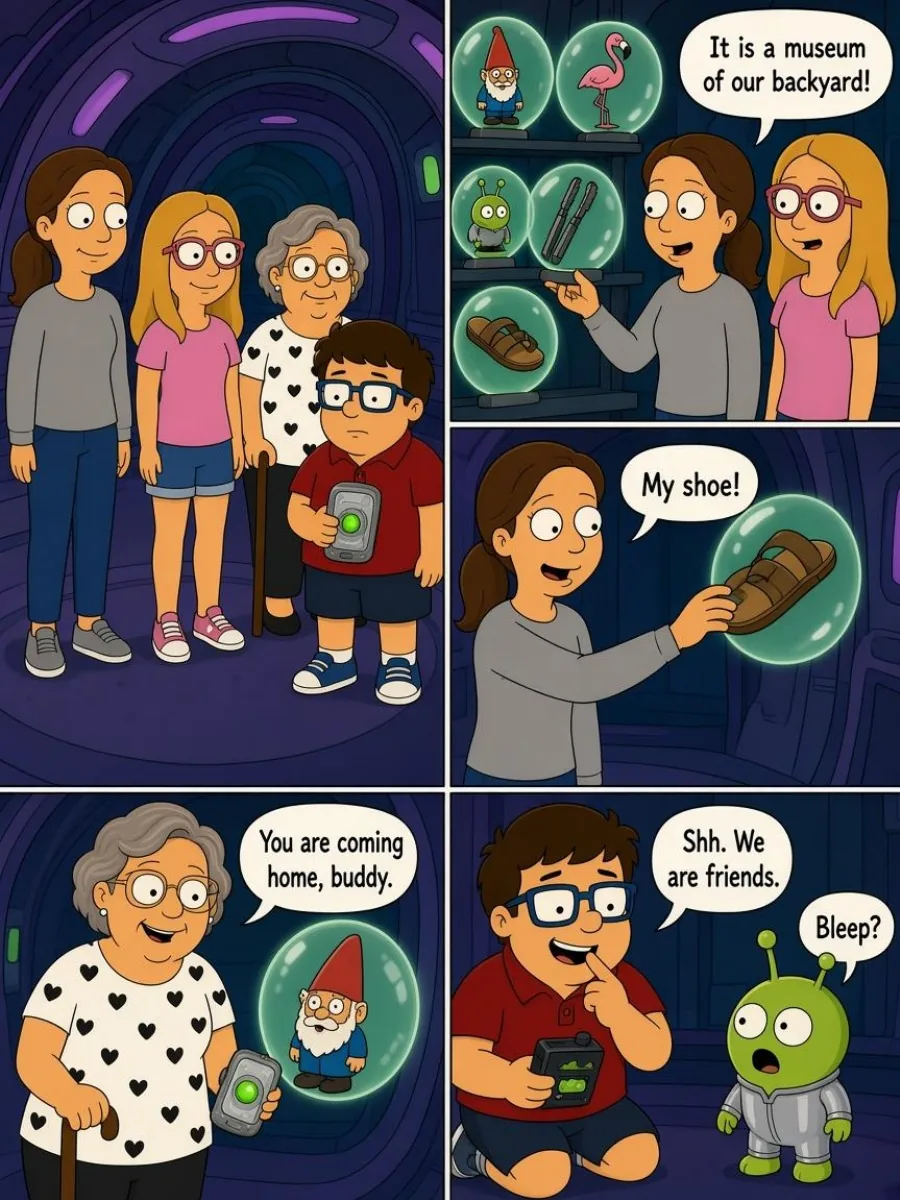 It is a museum
of our backyard!
My shoe!
You are coming
home, buddy.
Shh. We
are friends.
Bleep?